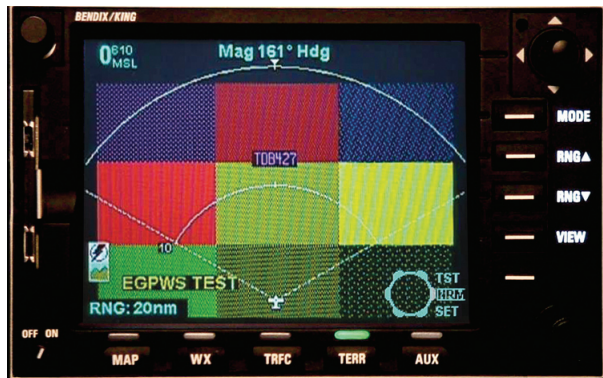 BENDIX/KING
0610
MSL
Mag 161° Hdg
MODE
RNG▲
TDB427
RNG▼
VIEW
10
EGPWS TEST
TST
NRM
SET
RNG: 20nm
OFF ON
MAP WX TRFC TERR AUX